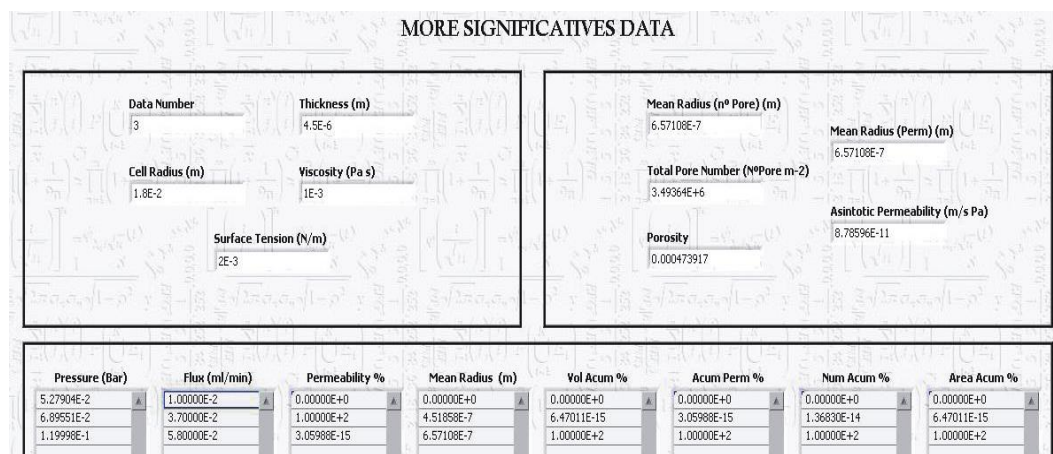 MORE SIGNIFICATIVES DATA
Data Number
3
Thickness (m)
4.5E-6
Cell Radius (m)
1.8E-2
Viscosity (Pa s)
1E-3
Surface Tension (N/m)
2E-3
Mean Radius (nº Pore) (m)
6.57108E-7
Mean Radius (Perm) (m)
6.57108E-7
Total Pore Number (NºPore m-2)
3.49364E+6
Asintotic Permeability (m/s Pa)
8.78596E-11
Porosity
0.000473917
Pressure (Bar) Flux (ml/min) Permeability % Mean Radius (m) Vol Acum % Acum Perm % Num Acum % Area Acum %
5.27904E-2 1.00000E-2 0.00000E+0 0.00000E+0 0.00000E+0 0.00000E+0 0.00000E+0 0.00000E+0
6.89551E-2 3.70000E-2 1.00000E+2 4.51858E-7 6.47011E-15 3.05988E-15 1.36830E-14 6.47011E-15
1.19998E-1 5.80000E-2 3.05988E-15 6.57108E-7 1.00000E+2 1.00000E+2 1.00000E+2 1.00000E+2